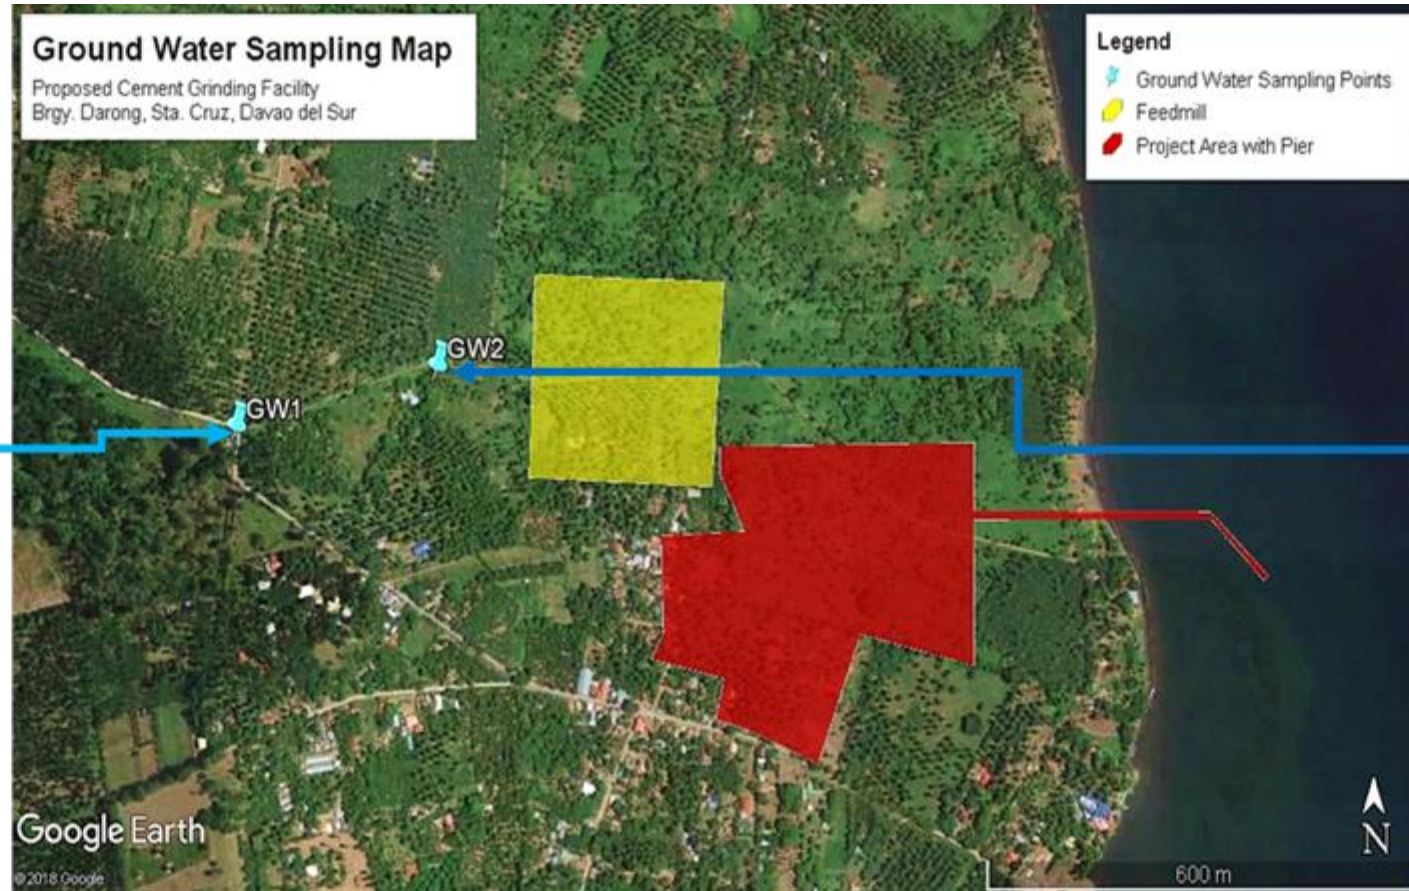 Ground Water Sampling Map
Proposed Cement Grinding Facility
Brgy. Darong, Sta. Cruz, Davao del Sur
Legend
Ground Water Sampling Points
Feedmill
Project Area with Pier
GW2
GW1
Google Earth
©2018 Google
600 m
N